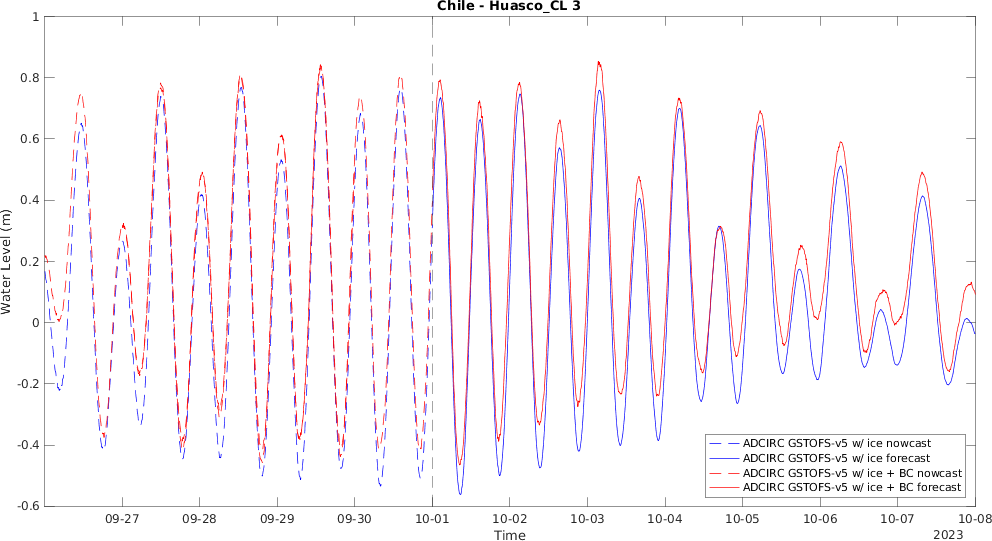 Chile - Huasco_CL 3
Water Level (m)
1
0.8
0.6
0.4
0.2
0
-0.2
-0.4
-0.6
ADCIRC GSTOFS-v5 w/ ice nowcast
ADCIRC GSTOFS-v5 w/ ice forecast
ADCIRC GSTOFS-v5 w/ ice + BC nowcast
ADCIRC GSTOFS-v5 w/ ice + BC forecast
09-27 09-28 09-29 09-30 10-01 10-02 10-03 10-04 10-05 10-06 10-07 10-08
Time
2023